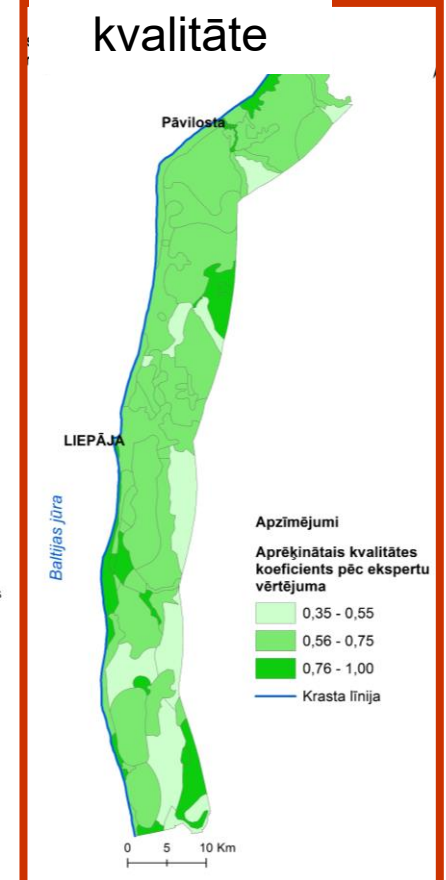 kvalitāte
Pāvilosta
LIEPĀJA
Baltijas jūra
Apzīmējumi
Aprēķinātais kvalitātes
koeficients pēc ekspertu
vērtējuma
0,35 - 0,55
0,56 - 0,75
0,76 - 1,00
Krasta līnija
0 5 10 Km